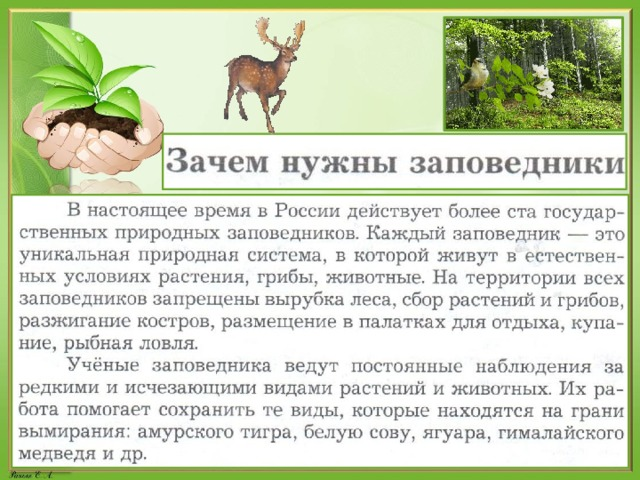 Зачем нужны заповедники
В настоящее время в России действует более ста государ-
ственных природных заповедников. Каждый заповедник — это
уникальная природная система, в которой живут в естествен-
ных условиях растения, грибы, животные. На территории всех
заповедников запрещены вырубка леса, сбор растений и грибов,
разжигание костров, размещение в палатках для отдыха, купа-
ние, рыбная ловля.
Учёные заповедника ведут постоянные наблюдения за
редкими и исчезающими видами растений и животных. Их ра-
бота помогает сохранить те виды, которые находятся на грани
вымирания: амурского тигра, белую сову, ягуара, гималайского
медведя и др.